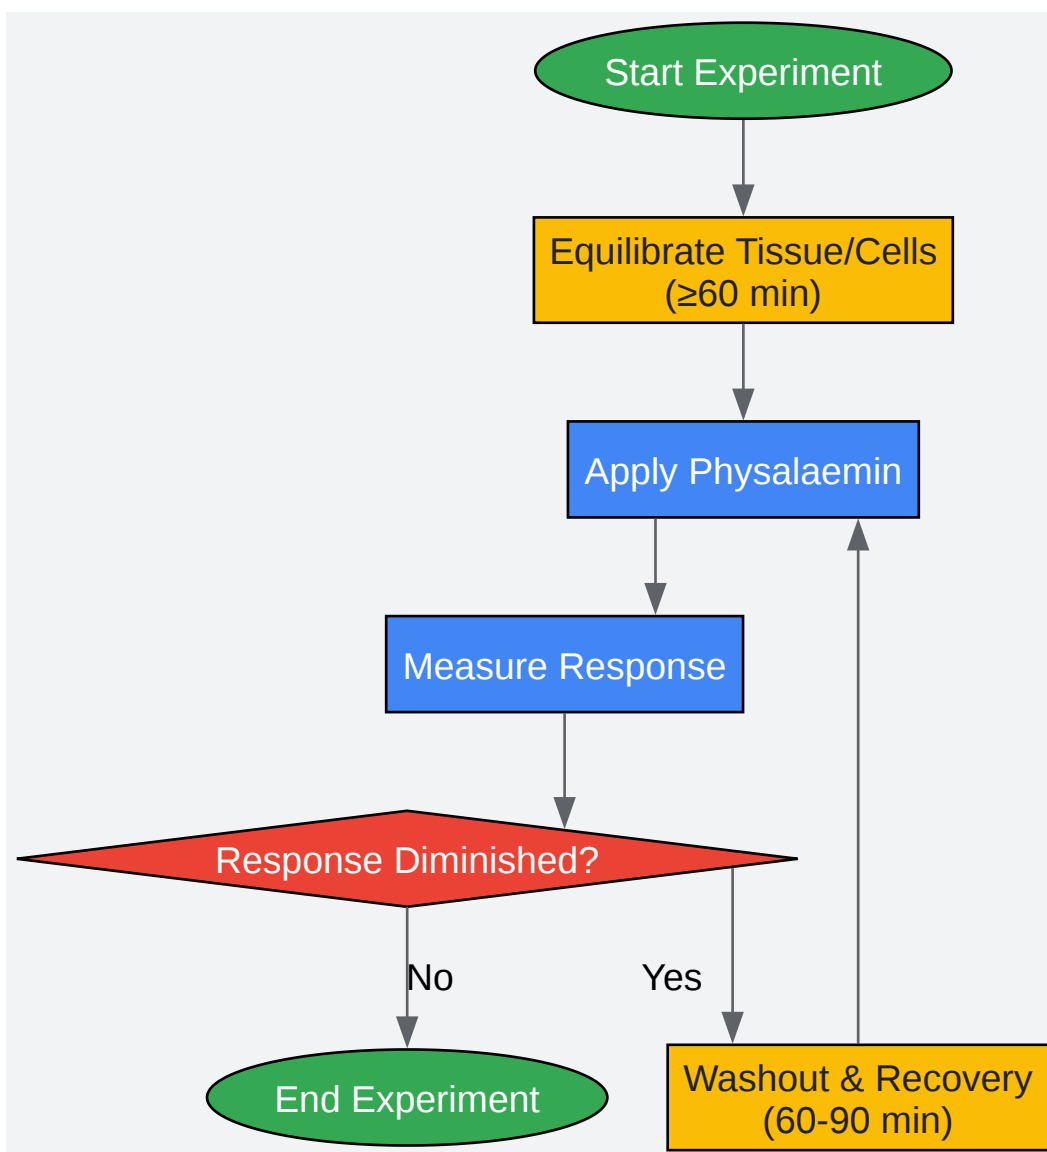 Start Experiment
Equilibrate Tissue/Cells
(≥60 min)
Apply Physalaemin
Measure Response
Response Diminished?
No
Yes
End Experiment
Washout & Recovery
(60-90 min)